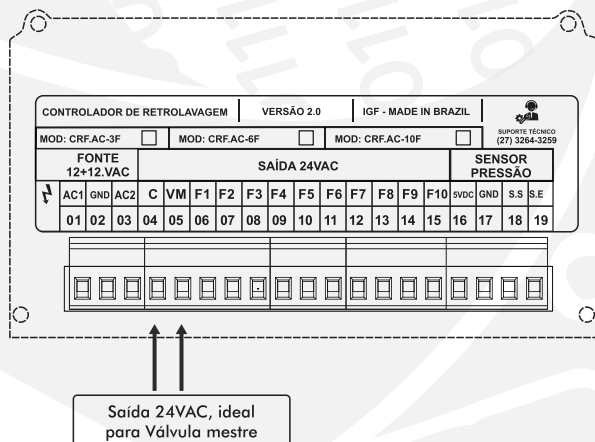 CONTROLADOR DE RETROLAVAGEM VERSÃO 2.0 IGF - MADE IN BRAZIL
SUPORTE TÉCNICO
(27) 3264-3259
MOD: CRF.AC-3F MOD: CRF.AC-6F MOD: CRF.AC-10F
FONTE
12+12.VAC
SAÍDA 24VAC
SENSOR
PRESSÃO
AC1 GND AC2 C VM F1 F2 F3 F4 F5 F6 F7 F8 F9 F10 5VDC GND S.S S.E
01 02 03 04 05 06 07 08 09 10 11 12 13 14 15 16 17 18 19
Saída 24VAC, ideal
para Válvula mestre